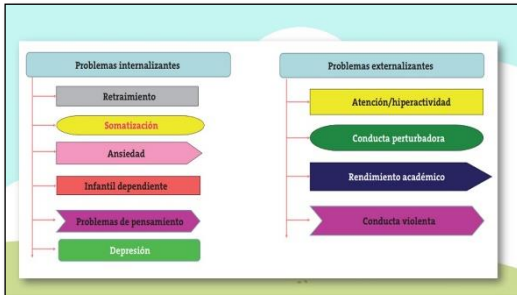 Problemas internalizantes
Retraimiento
Somatización
Ansiedad
Infantil dependiente
Problemas de pensamiento
Depresión
Problemas externalizantes
Atención/hiperactividad
Conducta perturbadora
Rendimiento académico
Conducta violenta